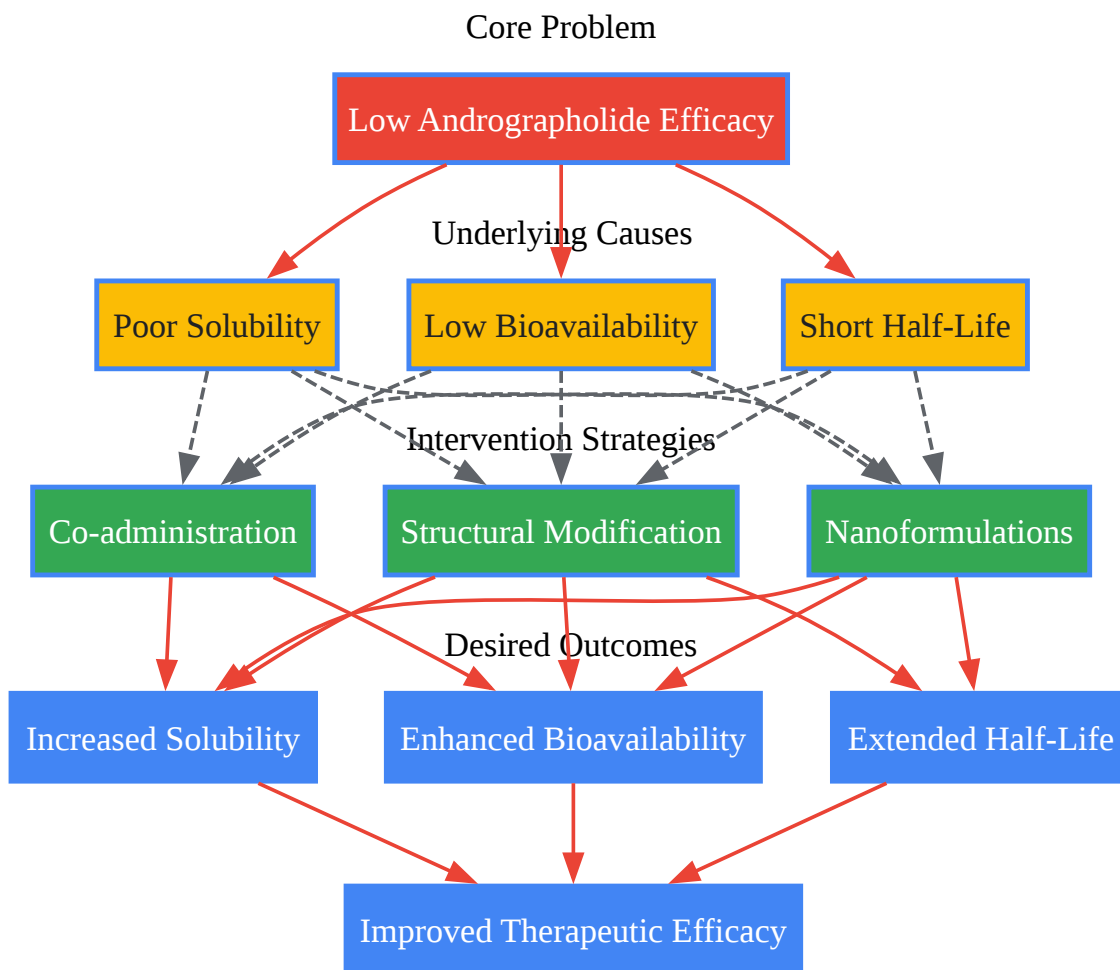 Core Problem
Low Andrographolide Efficacy
Underlying Causes
Poor Solubility
Low Bioavailability
Short Half-Life
Intervention Strategies
Co-administration
Structural Modification
Nanoformulations
Desired Outcomes
Increased Solubility
Enhanced Bioavailability
Extended Half-Life
Improved Therapeutic Efficacy